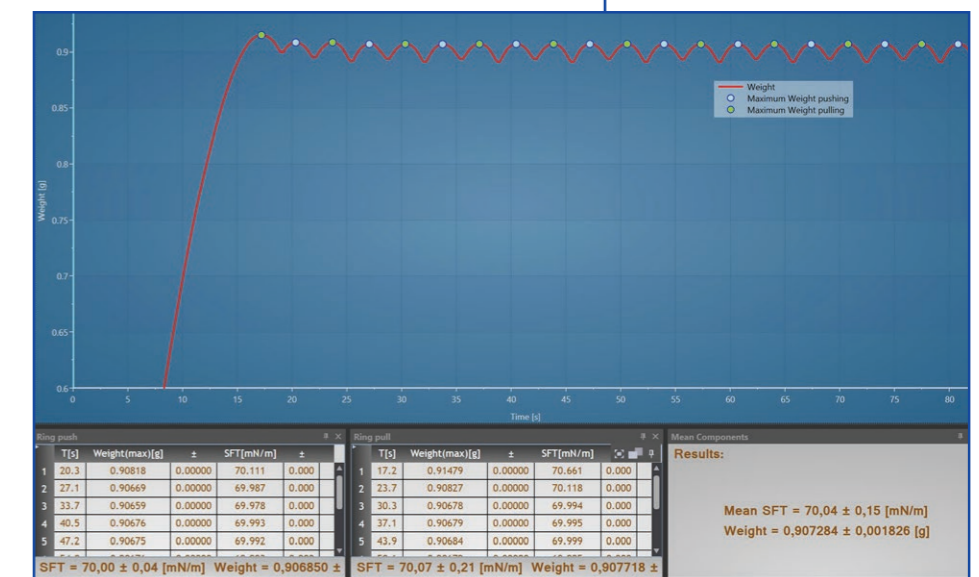 0.9
0.85
0.8
0.75
0.7
0.65
0.6
Weight [g]
0 5 10 15 20 25 30 35 40 45 50 55 60 65 70 75 80
Time [s]
Weight
Maximum Weight pushing
Maximum Weight pulling
Ring push
T[s] Weight(max)[g] ± SFT[mN/m] ±
1 20.3 0.90818 0.00000 70.111 0.000
2 27.1 0.90669 0.00000 69.987 0.000
3 33.7 0.90659 0.00000 69.978 0.000
4 40.5 0.90676 0.00000 69.993 0.000
5 47.2 0.90675 0.00000 69.992 0.000
SFT = 70,00 ± 0,04 [mN/m] Weight = 0,906850 ±
Ring pull
T[s] Weight(max)[g] ± SFT[mN/m]
1 17.2 0.91479 0.00000 70.661 0.000
2 23.7 0.90827 0.00000 70.118 0.000
3 30.3 0.90678 0.00000 69.994 0.000
4 37.1 0.90679 0.00000 69.995 0.000
5 43.9 0.90684 0.00000 69.999 0.000
SFT = 70,07 ± 0,21 [mN/m] Weight = 0,907718 ±
Mean Components
Results:
Mean SFT = 70,04 ± 0,15 [mN/m]
Weight = 0,907284 ± 0,001826 [g]